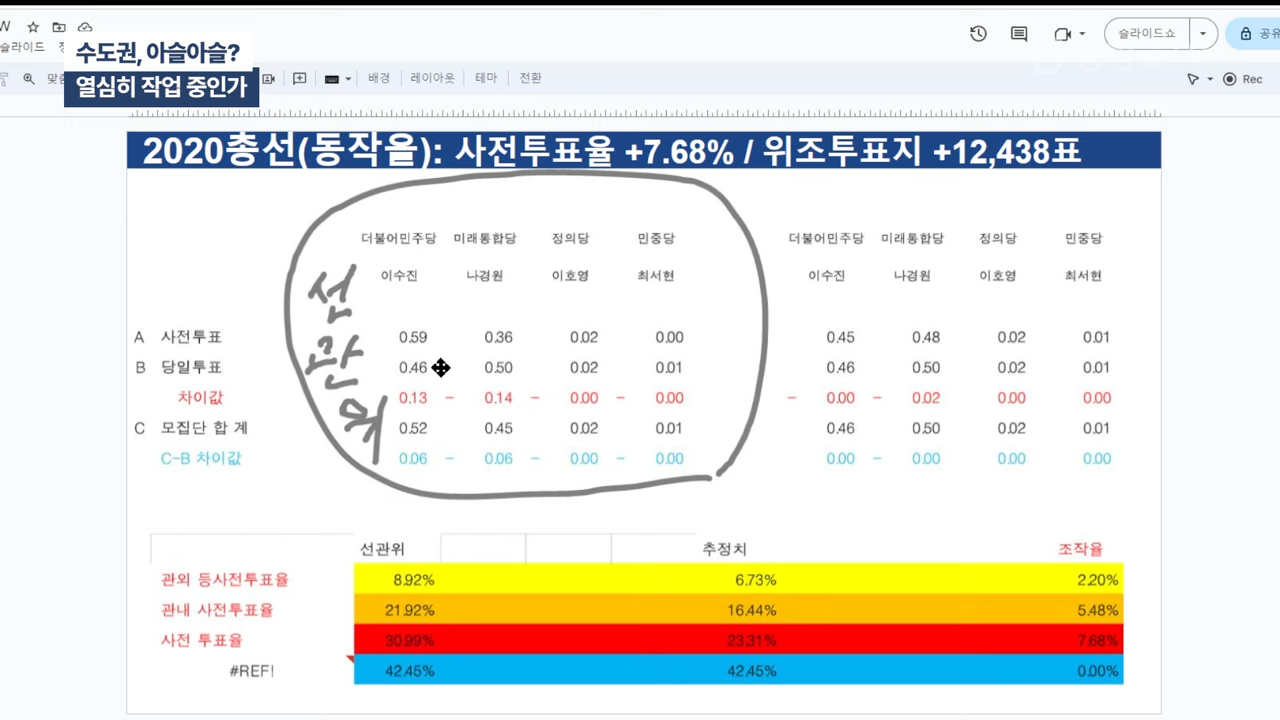 수도권, 아슬아슬?
열심히 작업 중인가
슬라이드
슬라이드쇼
공유
배경 레이아웃 테마 전환
Rec
2020총선(동작을): 사전투표율 +7.68% / 위조투표지 +12,438표
더불어민주당 미래통합당 정의당 민중당 더불어민주당 미래통합당 정의당 민중당
이수진 나경원 이호영 최서현 이수진 나경원 이호영 최서현
선
관
위
A 사전투표 0.59 0.36 0.02 0.00 0.45 0.48 0.02 0.01
B 당일투표 0.46 0.50 0.02 0.01 0.46 0.50 0.02 0.01
차이값 0.13 - 0.14 - 0.00 - 0.00 - 0.00 - 0.02 0.00 0.00
C 모집단 합 계 0.52 0.45 0.02 0.01 0.46 0.50 0.02 0.01
C-B 차이값 0.06 - 0.06 - 0.00 - 0.00 0.00 - 0.00 0.00 0.00
선관위 추정치 조작율
관외 등사전투표율 8.92% 6.73% 2.20%
관내 사전투표율 21.92% 16.44% 5.48%
사전 투표율 30.99% 23.31% 7.68%
#REF! 42.45% 42.45% 0.00%